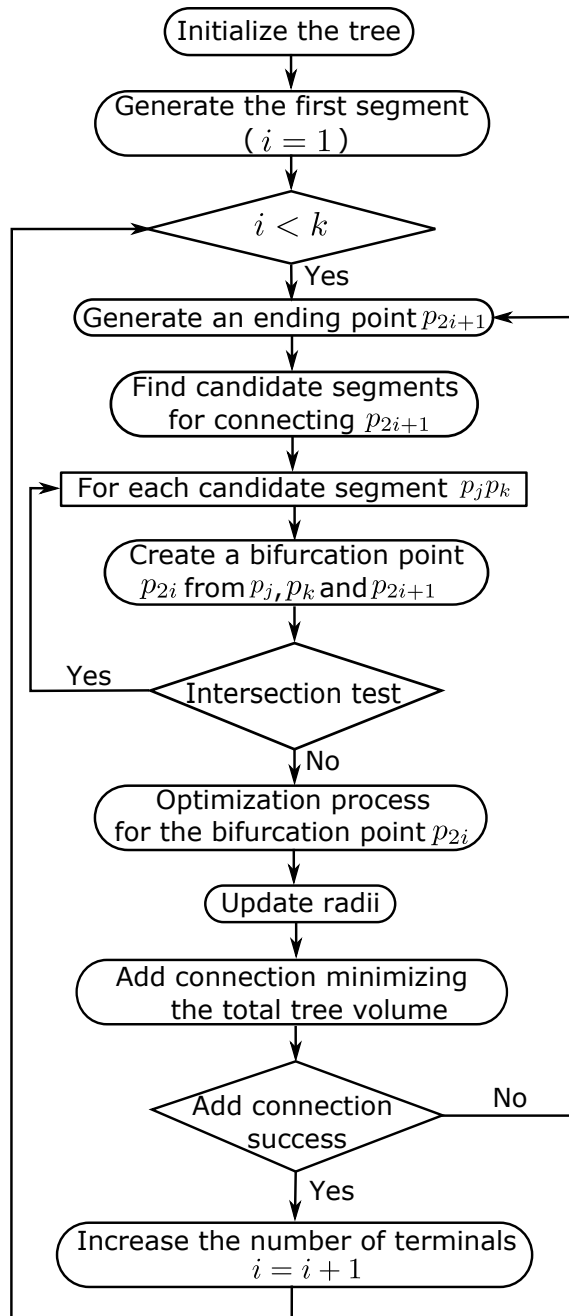 Initialize the tree
Generate the first segment
( i = 1 )
i < k
Yes
Generate an ending point p_{2i+1}
Find candidate segments
for connecting p_{2i+1}
For each candidate segment p_j p_k
Create a bifurcation point
p_{2i} from p_j, p_k and p_{2i+1}
Yes
Intersection test
No
Optimization process
for the bifurcation point p_{2i}
Update radii
Add connection minimizing
the total tree volume
No
Add connection
success
Yes
Increase the number of terminals
i = i + 1